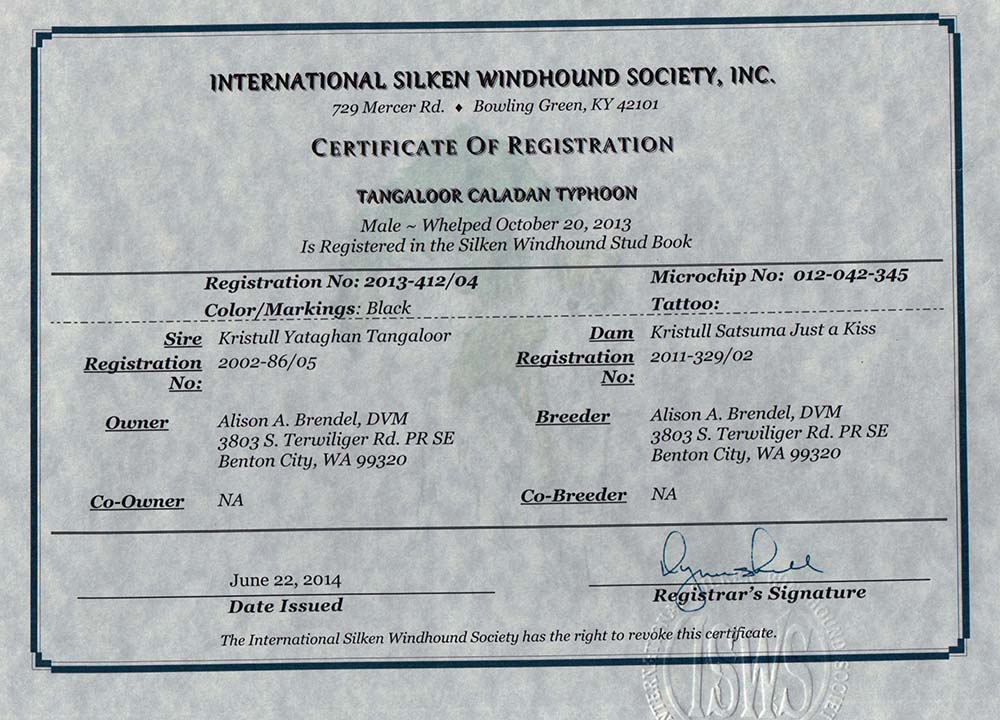 INTERNATIONAL SILKEN WINDHOUND SOCIETY, INC.
729 Mercer Rd. ♦ Bowling Green, KY 42101
CERTIFICATE OF REGISTRATION
TANGALOOR CALADAN TYPHOON
Male ~ Whelped October 20, 2013
Is Registered in the Silken Windhound Stud Book
Registration No: 2013-412/04 Microchip No: 012-042-345
Color/Markings: Black Tattoo:
Sire Kristull Yataghan Tangaloor Dam Kristull Satsuma Just a Kiss
Registration 2002-86/05 Registration 2011-329/02
No: No:
Owner Alison A. Brendel, DVM Breeder Alison A. Brendel, DVM
3803 S. Terwiliger Rd. PR SE 3803 S. Terwiliger Rd. PR SE
Benton City, WA 99320 Benton City, WA 99320
Co-Owner NA Co-Breeder NA
June 22, 2014
Date Issued Registrar's Signature
The International Silken Windhound Society has the right to revoke this certificate.
ISWS